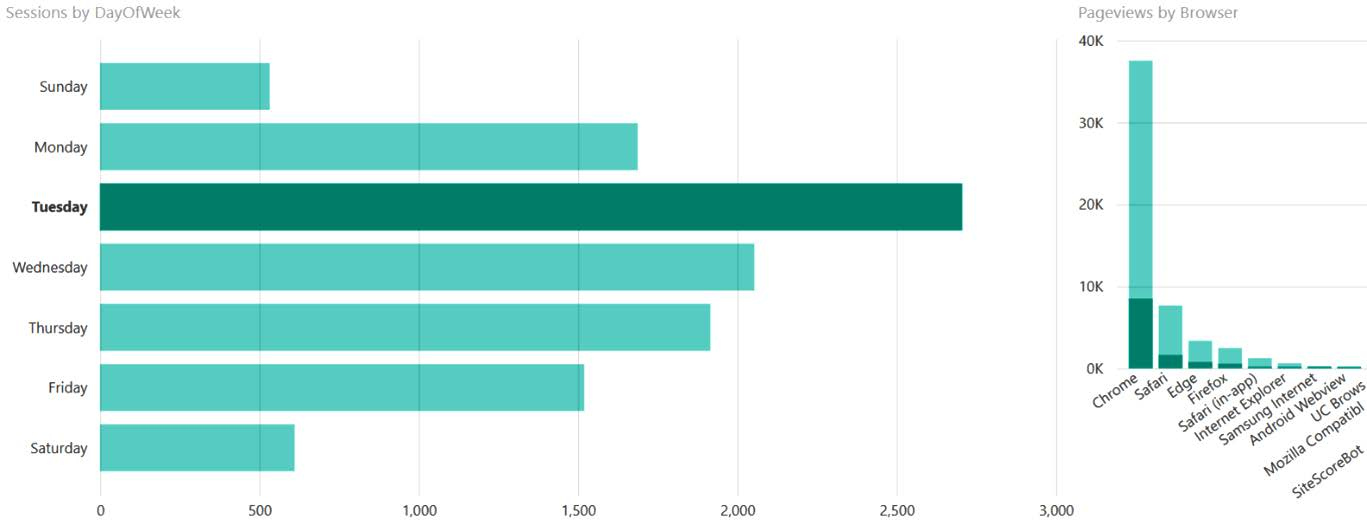 Sessions by DayOfWeek
Sunday
Monday
Tuesday
Wednesday
Thursday
Friday
Saturday
0
500
1,000
1,500
2,000
2,500
3,000
Pageviews by Browser
40K
30K
20K
10K
0K
Chrome
Safari
Edge
Firefox
Safari (in-app)
Internet Explorer
Samsung Internet
Android Webview
UC Brows
Mozilla Compatibl
SiteScoreBot